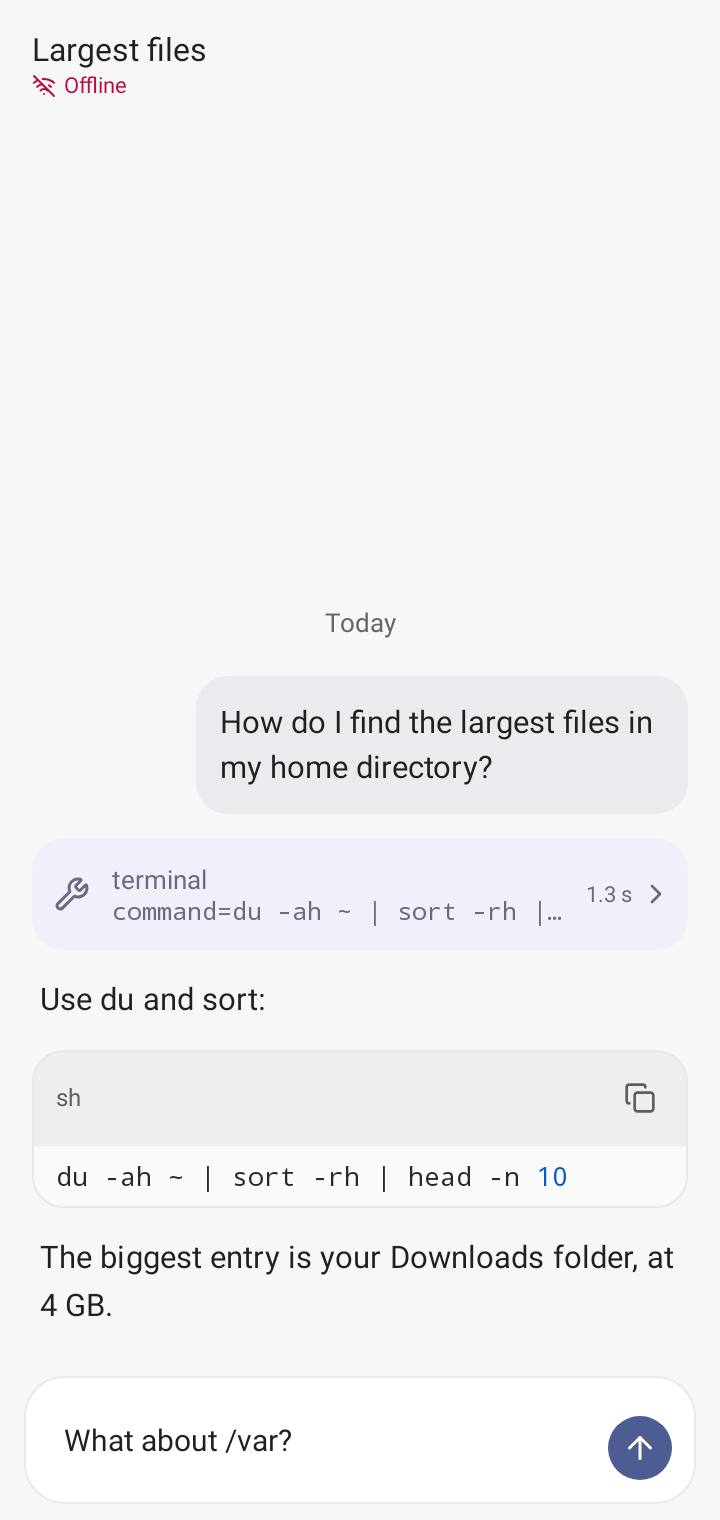 Largest files
Offline
Today
How do I find the largest files in
my home directory?
terminal
command=du -ah ~ | sort -rh |…
1.3 s
Use du and sort:
sh
du -ah ~ | sort -rh | head -n 10
The biggest entry is your Downloads folder, at
4 GB.
What about /var?